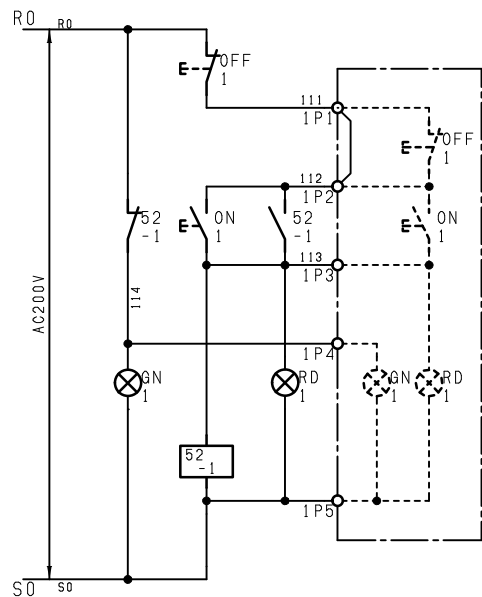 R0 R0
OFF
1
111
1P1
OFF
1
112
1P2
52
-1
ON
1
52
-1
ON
1
113
1P3
AC200V
114
1P4
GN
1
RD
1
GN
1
RD
1
52
-1
1P5
S0 S0